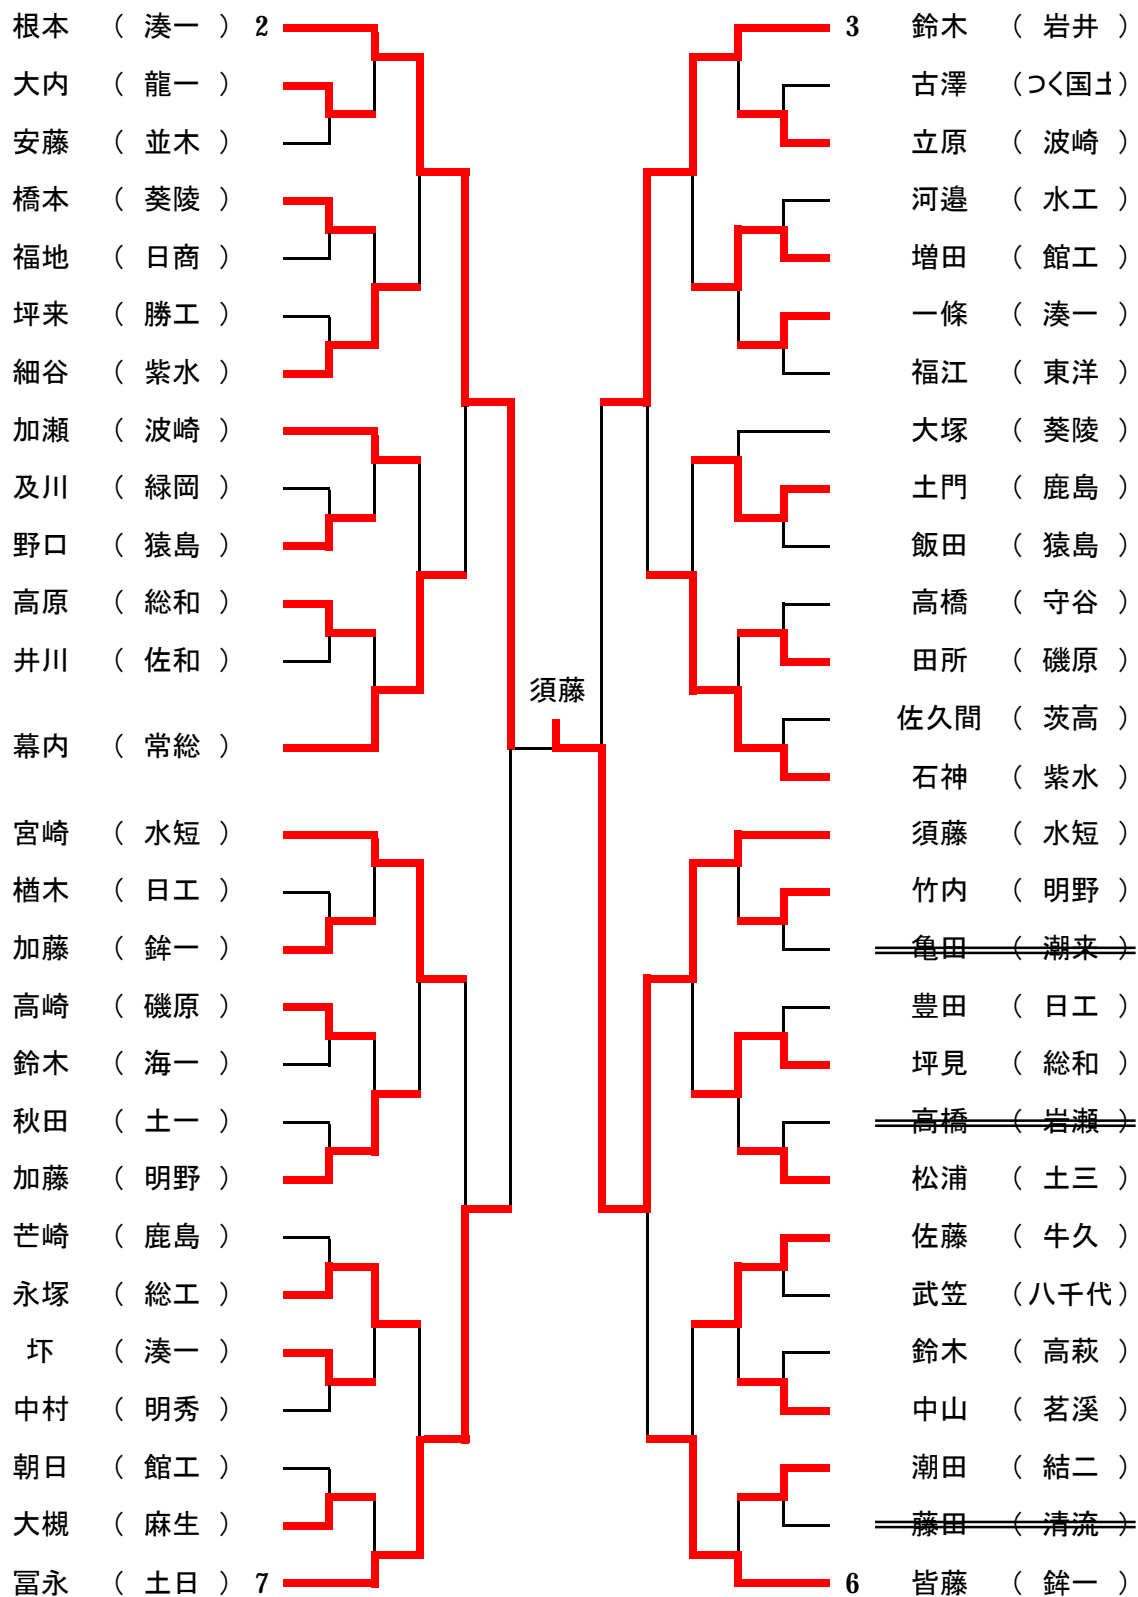 根本 （ 湊一 ） 2
大内 （ 龍一 ）
安藤 （ 並木 ）
橋本 （ 葵陵 ）
福地 （ 日商 ）
坪来 （ 勝工 ）
細谷 （ 紫水 ）
加瀬 （ 波崎 ）
及川 （ 緑岡 ）
野口 （ 猿島 ）
高原 （ 総和 ）
井川 （ 佐和 ）
幕内 （ 常総 ）
宮崎 （ 水短 ）
楢木 （ 日工 ）
加藤 （ 鉾一 ）
高崎 （ 磯原 ）
鈴木 （ 海一 ）
秋田 （ 土一 ）
加藤 （ 明野 ）
芒崎 （ 鹿島 ）
永塚 （ 総工 ）
圷 （ 湊一 ）
中村 （ 明秀 ）
朝日 （ 館工 ）
大槻 （ 麻生 ）
冨永 （ 土日 ） 7
須藤
3 鈴木 （ 岩井 ）
古澤 （つく国土）
立原 （ 波崎 ）
河邉 （ 水工 ）
増田 （ 館工 ）
一條 （ 湊一 ）
福江 （ 東洋 ）
大塚 （ 葵陵 ）
土門 （ 鹿島 ）
飯田 （ 猿島 ）
高橋 （ 守谷 ）
田所 （ 磯原 ）
佐久間 （ 茨高 ）
石神 （ 紫水 ）
須藤 （ 水短 ）
竹内 （ 明野 ）
亀田 （ 潮来 ）
豊田 （ 日工 ）
坪見 （ 総和 ）
高橋 （ 岩瀬 ）
松浦 （ 土三 ）
佐藤 （ 牛久 ）
武笠 （八千代）
鈴木 （ 高萩 ）
中山 （ 茗溪 ）
潮田 （ 結二 ）
藤田 （ 清流 ）
6 皆藤 （ 鉾一 ）